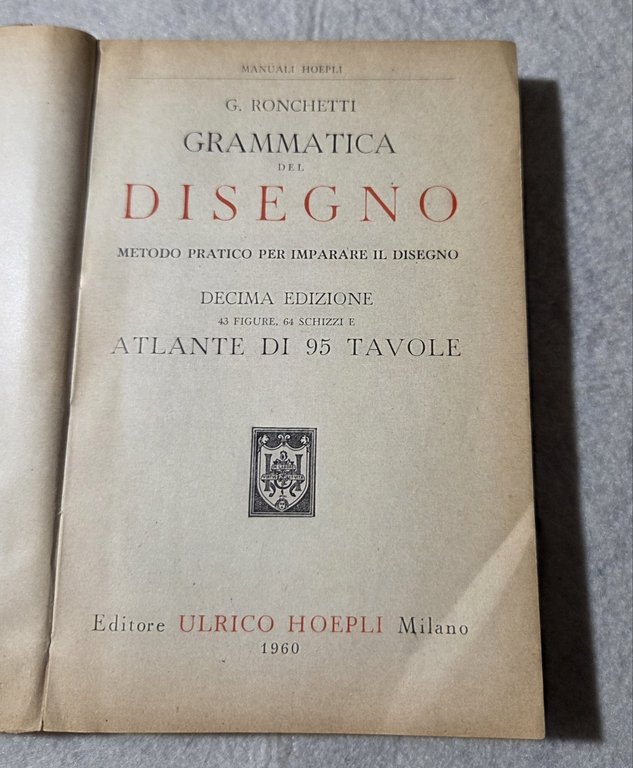 MANUALI HOEPLI
G. RONCHETTI
GRAMMATICA
DEL
DISEGNO
METODO PRATICO PER IMPARARE IL DISEGNO
DECIMA EDIZIONE
43 FIGURE, 64 SCHIZZI E
ATLANTE DI 95 TAVOLE
Editore ULRICO HOEPLI Milano
1960